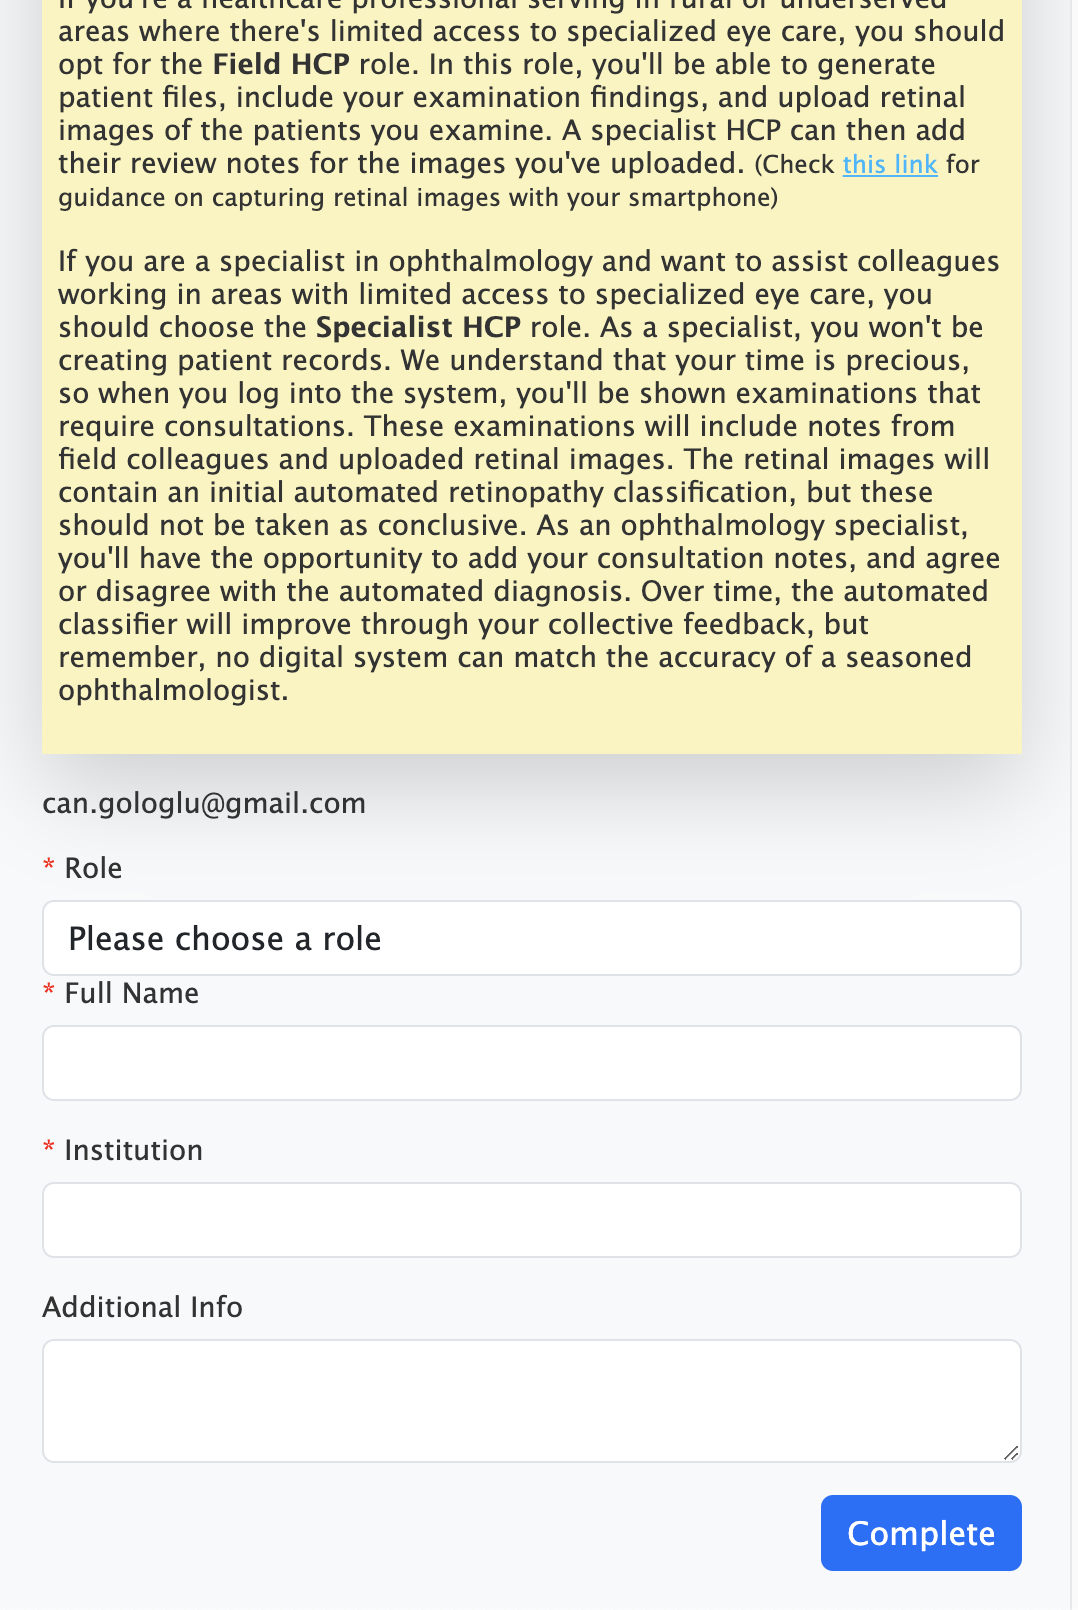 If you're a healthcare professional serving in rural or underserved
areas where there's limited access to specialized eye care, you should
opt for the Field HCP role. In this role, you'll be able to generate
patient files, include your examination findings, and upload retinal
images of the patients you examine. A specialist HCP can then add
their review notes for the images you've uploaded. (Check this link for
guidance on capturing retinal images with your smartphone)
If you are a specialist in ophthalmology and want to assist colleagues
working in areas with limited access to specialized eye care, you
should choose the Specialist HCP role. As a specialist, you won't be
creating patient records. We understand that your time is precious,
so when you log into the system, you'll be shown examinations that
require consultations. These examinations will include notes from
field colleagues and uploaded retinal images. The retinal images will
contain an initial automated retinopathy classification, but these
should not be taken as conclusive. As an ophthalmology specialist,
you'll have the opportunity to add your consultation notes, and agree
or disagree with the automated diagnosis. Over time, the automated
classifier will improve through your collective feedback, but
remember, no digital system can match the accuracy of a seasoned
ophthalmologist.
can.gologlu@gmail.com
* Role
Please choose a role
* Full Name
* Institution
Additional Info
Complete